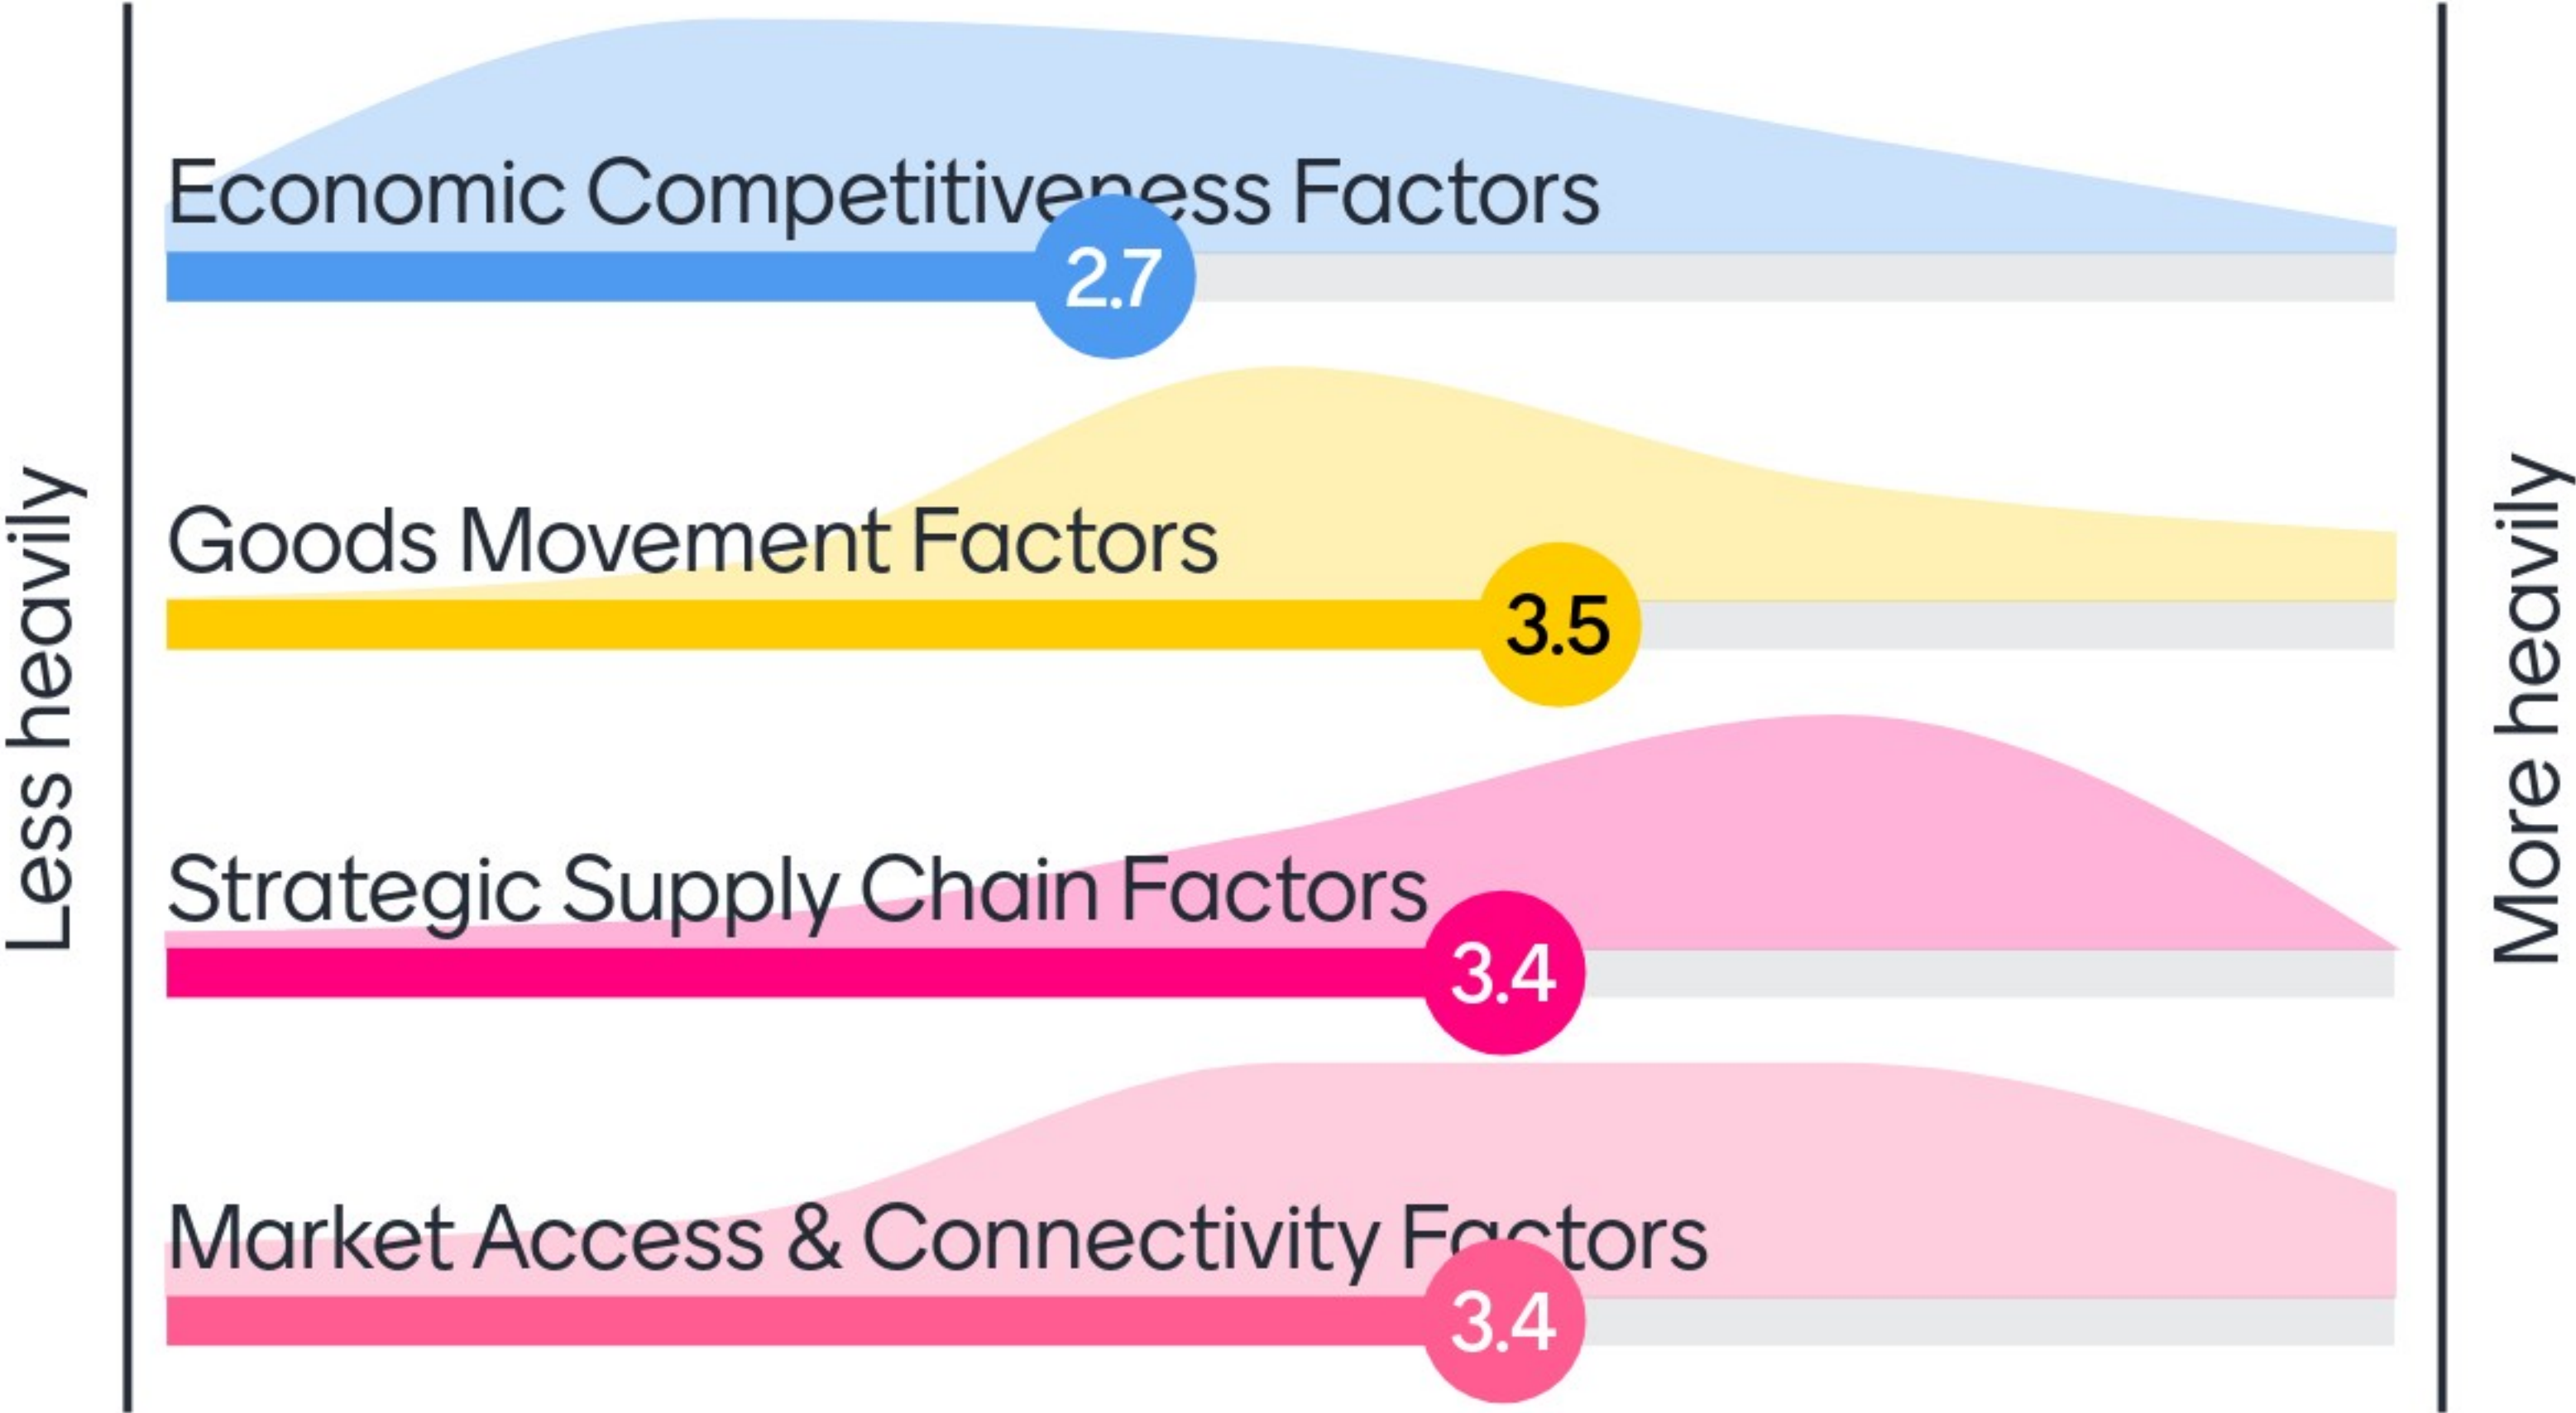 Less heavily
Economic Competitiveness Factors
2.7
Goods Movement Factors
3.5
Strategic Supply Chain Factors
3.4
Market Access & Connectivity Factors
3.4
More heavily